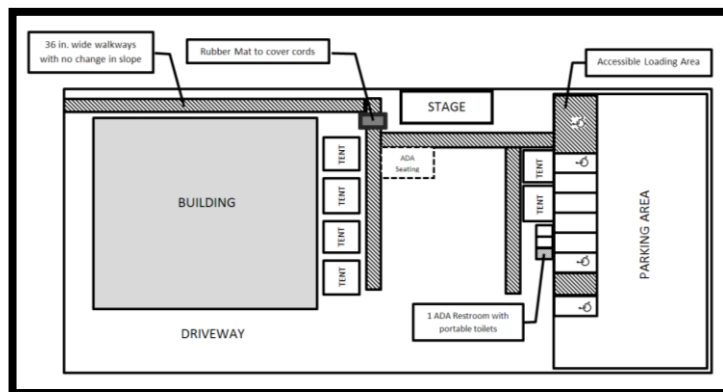 36 in. wide walkways
with no change in slope
Rubber Mat to cover cords
Accessible Loading Area
STAGE
ADA
Seating
TENT
TENT
TENT
TENT
TENT
TENT
BUILDING
PARKING AREA
1 ADA Restroom with
portable toilets
DRIVEWAY